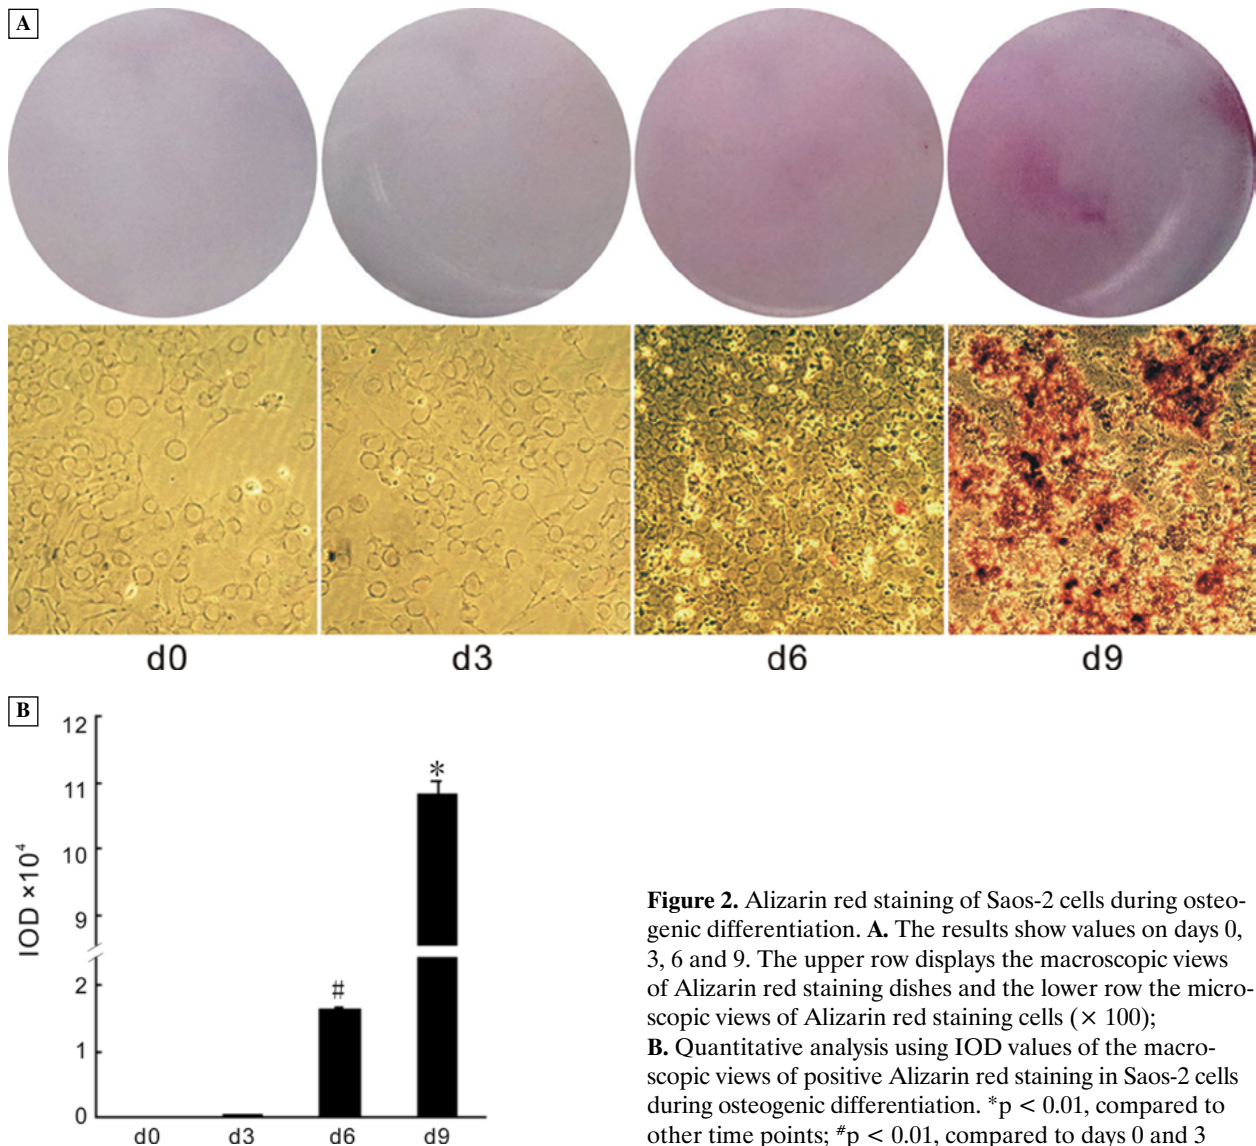 A
d0 d3 d6 d9
B
12
11
10
9
2
1
0
IOD ×10⁴
#
*
d0 d3 d6 d9
Figure 2. Alizarin red staining of Saos-2 cells during osteo-
genic differentiation. A. The results show values on days 0,
3, 6 and 9. The upper row displays the macroscopic views
of Alizarin red staining dishes and the lower row the micro-
scopic views of Alizarin red staining cells (× 100);
B. Quantitative analysis using IOD values of the macro-
scopic views of positive Alizarin red staining in Saos-2 cells
during osteogenic differentiation. *p < 0.01, compared to
other time points; #p < 0.01, compared to days 0 and 3